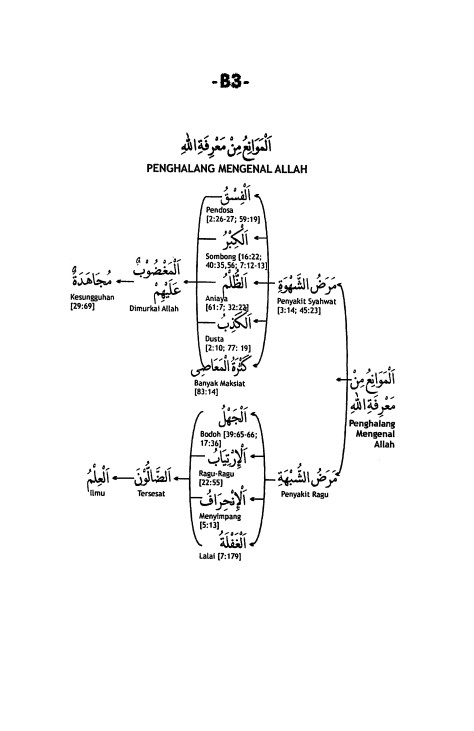 -B3-
اَلْمَوَانِعُ مِنْ مَعْرِفَةِ اللهِ
PENGHALANG MENGENAL ALLAH
اَلْمَوَانِعُ مِنْ
مَعْرِفَةِ اللهِ
Penghalang
Mengenal
Allah
مَرَضُ الشَّهْوَةِ
Penyakit Syahwat
[3:14; 45:23]
اَلْفِسْقُ
Pendosa
[2:26-27; 59:19]
اَلْكِبْرُ
Sombong [16:22;
40:35,56; 7:12-13]
اَلظُّلْمُ
Aniaya
[61:7; 32:22]
اَلْكَذِبُ
Dusta
[2:10; 77: 19]
كَثْرَةُ الْمَعَاصِى
Banyak Maksiat
[83:14]
اَلْمَغْضُوْبُ
عَلَيْهِمْ
Dimurkai Allah
مُجَاهَدَةٌ
Kesungguhan
[29:69]
مَرَضُ الشُّبْهَةِ
Penyakit Ragu
اَلْجَهْلُ
Bodoh [39:65-66;
17:36]
اَلْإِرْتِيَابُ
Ragu-Ragu
[22:55]
اَلْإِنْحِرَافُ
Menyimpang
[5:13]
اَلْغَفْلَةُ
Lalai [7:179]
اَلضَّالُّوْنَ
Tersesat
اَلْعِلْمُ
Ilmu